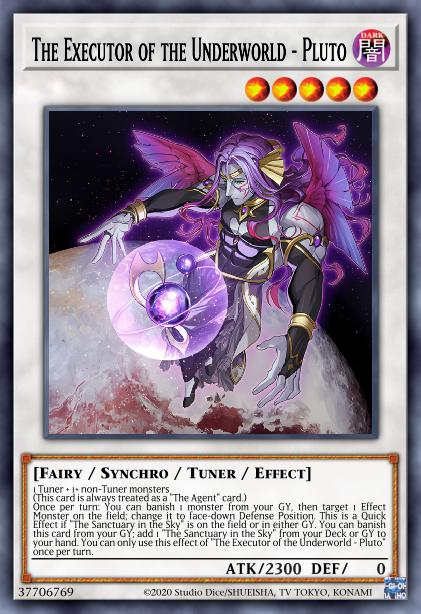 THE EXECUTOR OF THE UNDERWORLD - PLUTO
DARK
闇
[FAIRY / SYNCHRO / TUNER / EFFECT]
1 Tuner + 1+ non-Tuner monsters
(This card is always treated as a "The Agent" card.)
Once per turn: You can banish 1 monster from your GY, then target 1 Effect
Monster on the field; change it to face-down Defense Position. This is a Quick
Effect if "The Sanctuary in the Sky" is on the field or in either GY. You can banish
this card from your GY; add 1 "The Sanctuary in the Sky" from your Deck or GY to
your hand. You can only use this effect of "The Executor of the Underworld - Pluto"
once per turn.
ATK/2300 DEF/ 0
37706769
©2020 Studio Dice/SHUEISHA, TV TOKYO, KONAMI